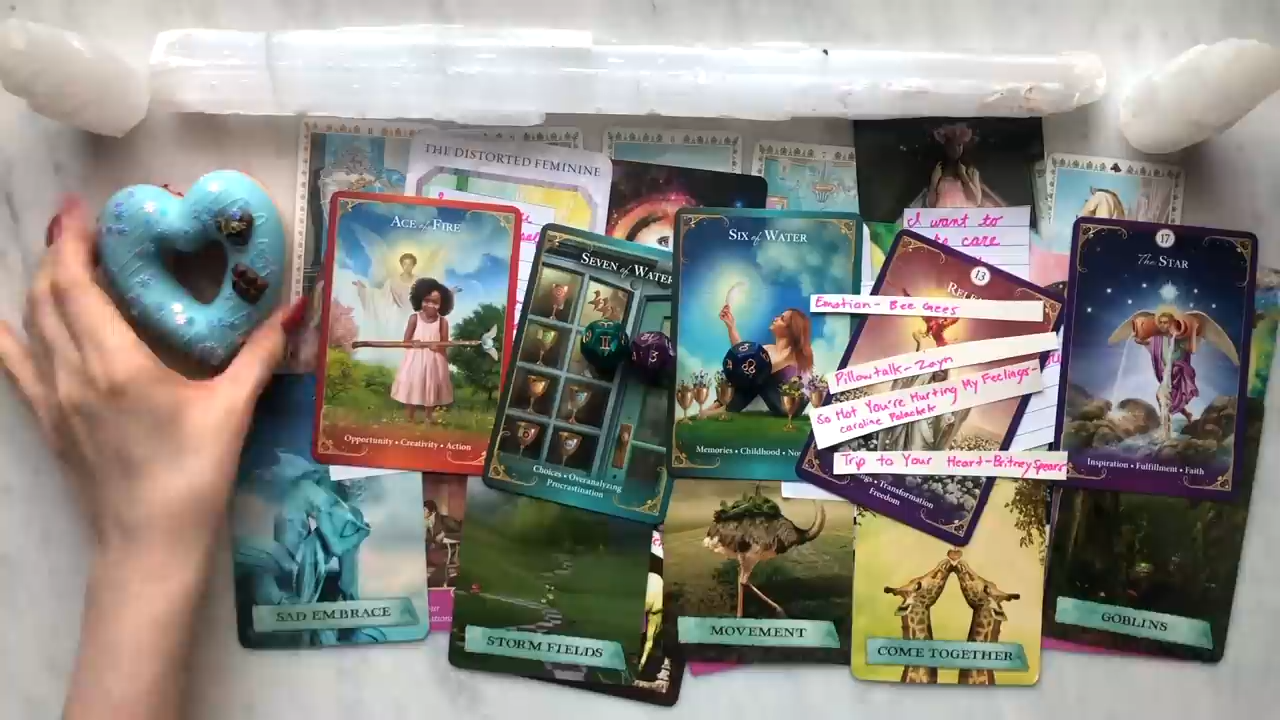 THE DISTORTED FEMININE
ACE of FIRE
Opportunity • Creativity • Action
SEVEN of WATER
Choices • Overanalyzing
Procrastination
SIX of WATER
Memories • Childhood •
I want to
care
13
Emotion - Bee Gees
Pillowtalk - Zayn
So Hot You're Hurting My Feelings -
Caroline Polachek
Trip to Your Heart - Britney Spears
Transformation
Freedom
17
The STAR
Inspiration • Fulfillment • Faith
SAD EMBRACE
STORM FIELDS
MOVEMENT
COME TOGETHER
GOBLINS